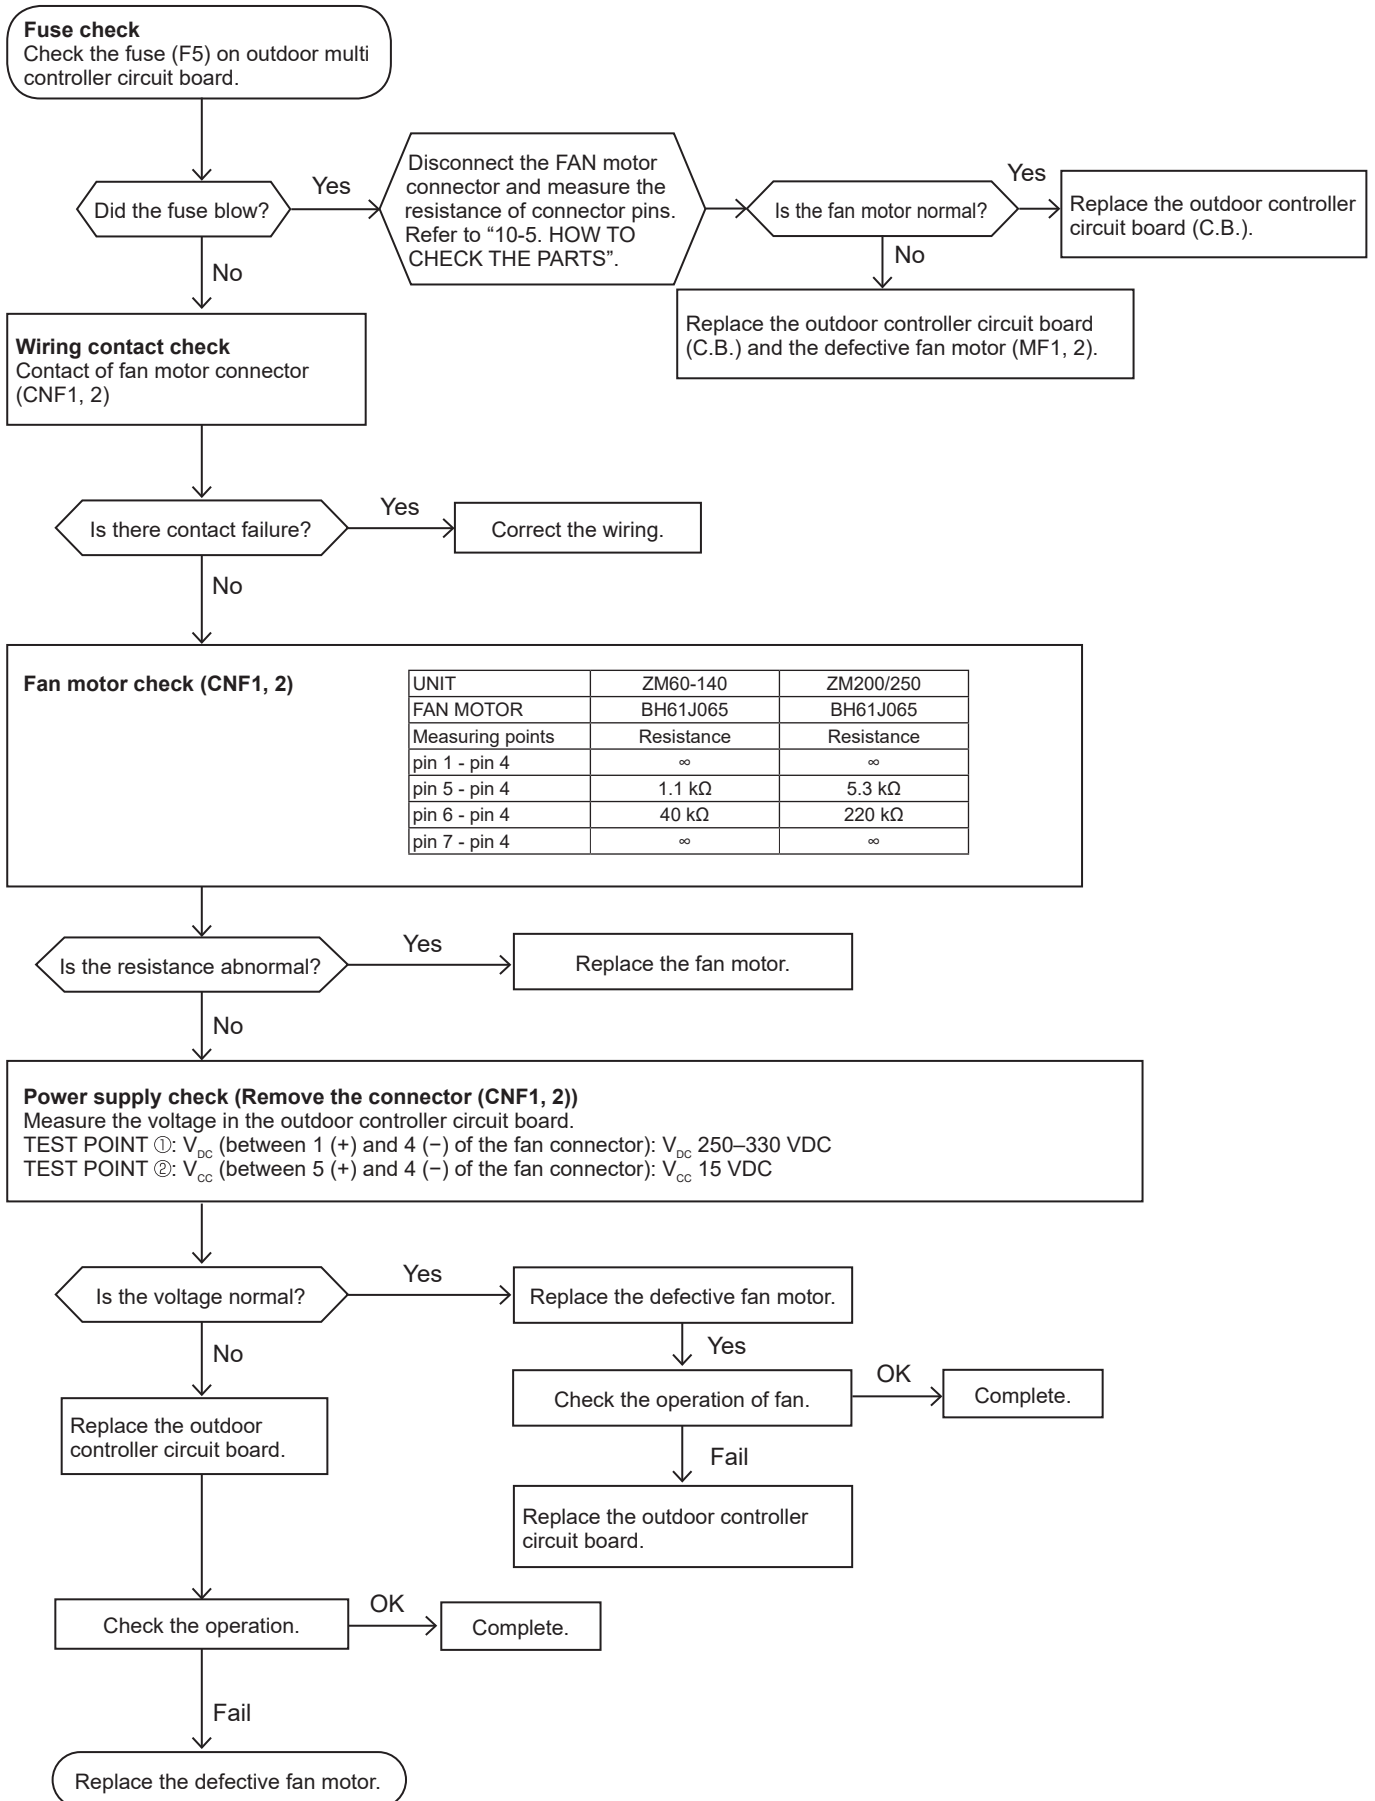 Fuse check
Check the fuse (F5) on outdoor multi
controller circuit board.
Did the fuse blow?
Yes
Disconnect the FAN motor
connector and measure the
resistance of connector pins.
Refer to “10-5. HOW TO
CHECK THE PARTS”.
Is the fan motor normal?
Yes
Replace the outdoor controller
circuit board (C.B.).
No
Replace the outdoor controller circuit board
(C.B.) and the defective fan motor (MF1, 2).
No
Wiring contact check
Contact of fan motor connector
(CNF1, 2)
Is there contact failure?
Yes
Correct the wiring.
No
Fan motor check (CNF1, 2)
UNIT ZM60-140 ZM200/250
FAN MOTOR BH61J065 BH61J065
Measuring points Resistance Resistance
pin 1 - pin 4 ∞ ∞
pin 5 - pin 4 1.1 kΩ 5.3 kΩ
pin 6 - pin 4 40 kΩ 220 kΩ
pin 7 - pin 4 ∞ ∞
Is the resistance abnormal?
Yes
Replace the fan motor.
No
Power supply check (Remove the connector (CNF1, 2))
Measure the voltage in the outdoor controller circuit board.
TEST POINT ①: VDC (between 1 (+) and 4 (−) of the fan connector): VDC 250–330 VDC
TEST POINT ②: VCC (between 5 (+) and 4 (−) of the fan connector): VCC 15 VDC
Is the voltage normal?
Yes
Replace the defective fan motor.
Yes
Check the operation of fan.
OK
Complete.
Fail
Replace the outdoor controller
circuit board.
No
Replace the outdoor
controller circuit board.
Check the operation.
OK
Complete.
Fail
Replace the defective fan motor.